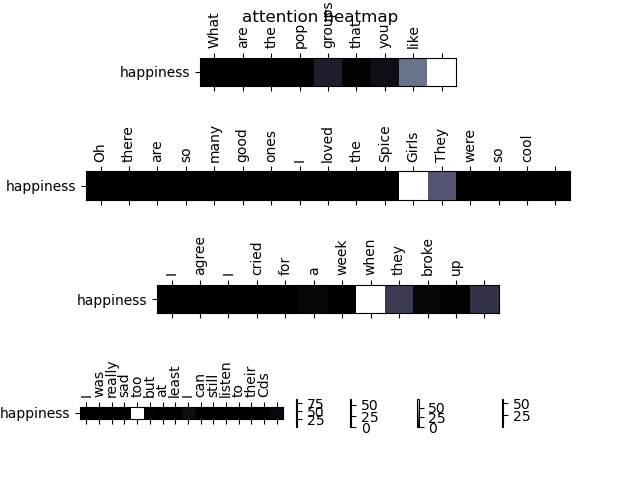 attention heatmap
What are the pop groups that you like
happiness
Oh there are so many good ones I loved the Spice Girls They were so cool
happiness
I agree I cried for a week when they broke up
happiness
I was really sad too but at least I can still listen to their Cds
happiness
75 50 25
50 25 0
50 25 0
50 25